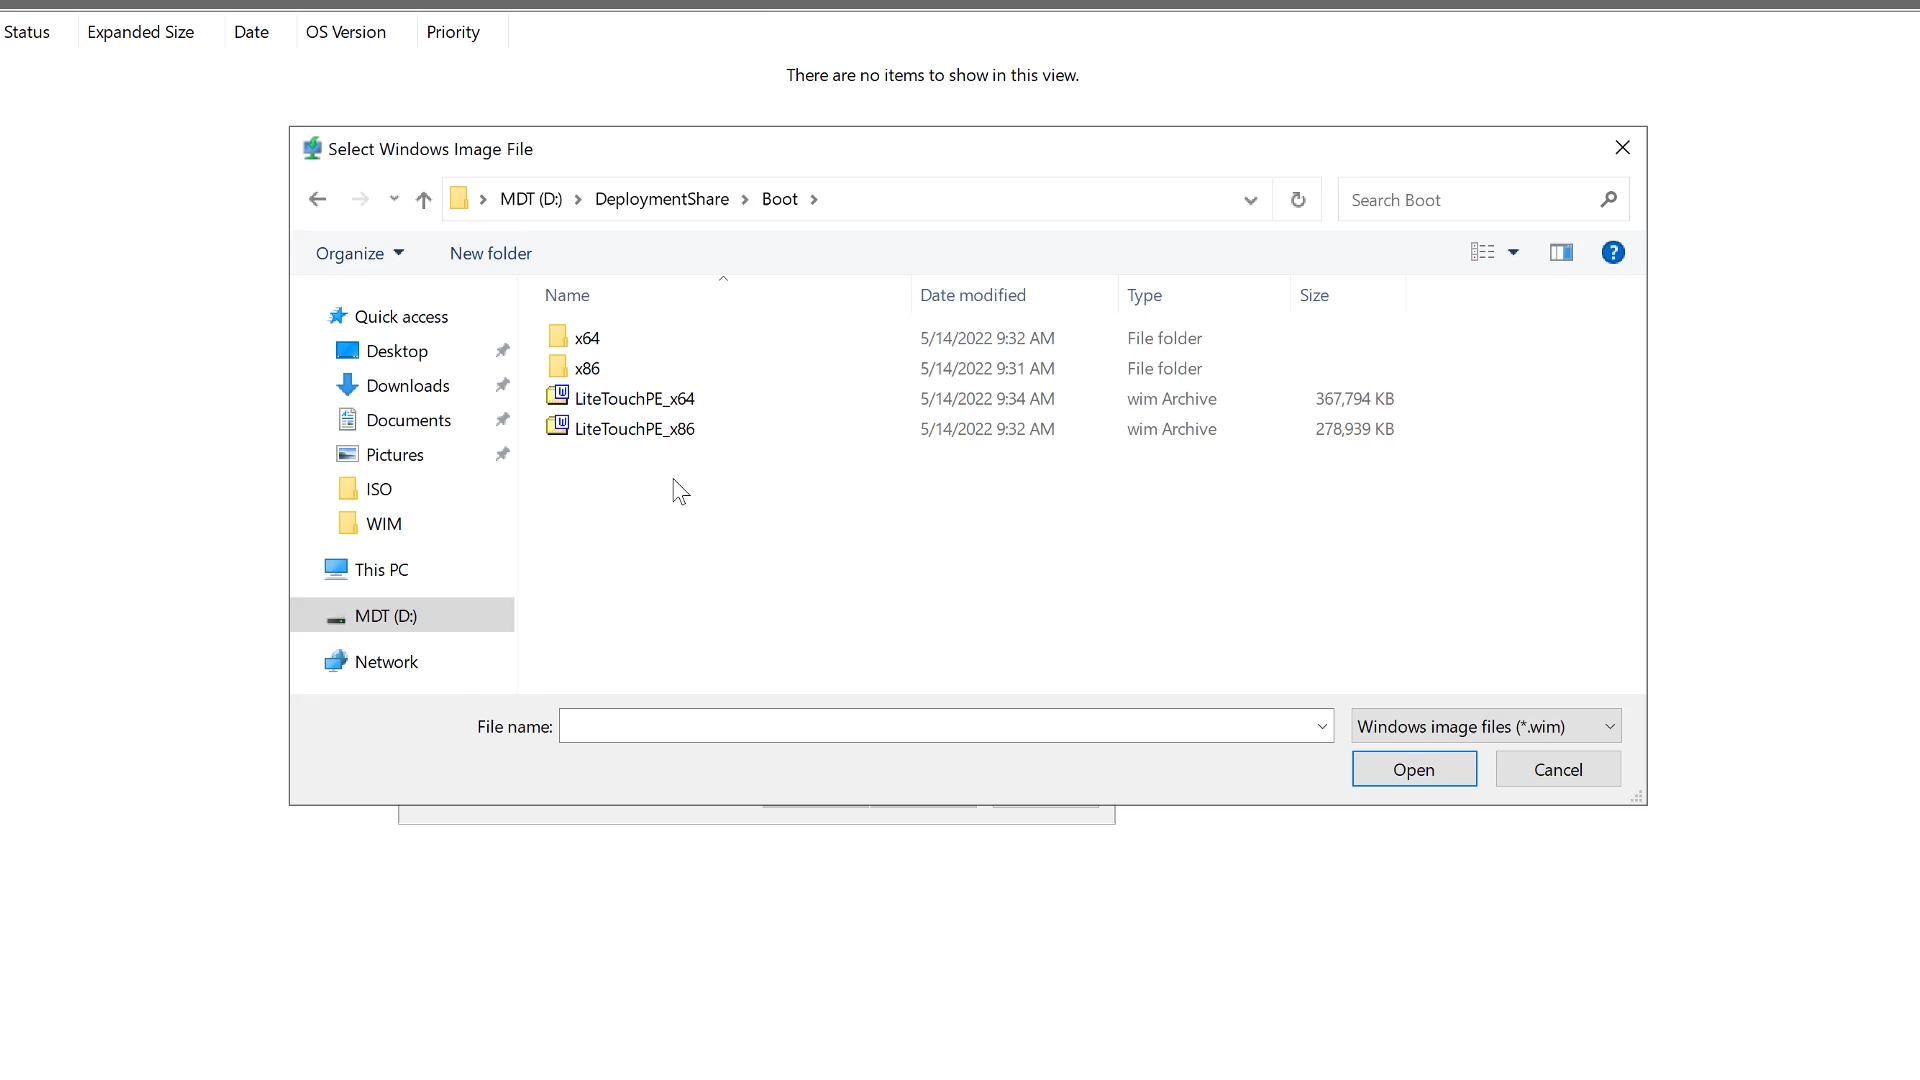 Status Expanded Size Date OS Version Priority
There are no items to show in this view.
Select Windows Image File
MDT (D:) DeploymentShare Boot
Search Boot
Organize New folder
Name Date modified Type Size
Quick access
Desktop
Downloads
Documents
Pictures
ISO
WIM
This PC
MDT (D:)
Network
x64 5/14/2022 9:32 AM File folder
x86 5/14/2022 9:31 AM File folder
LiteTouchPE_x64 5/14/2022 9:34 AM wim Archive 367,794 KB
LiteTouchPE_x86 5/14/2022 9:32 AM wim Archive 278,939 KB
File name:
Windows image files (*.wim)
Open Cancel